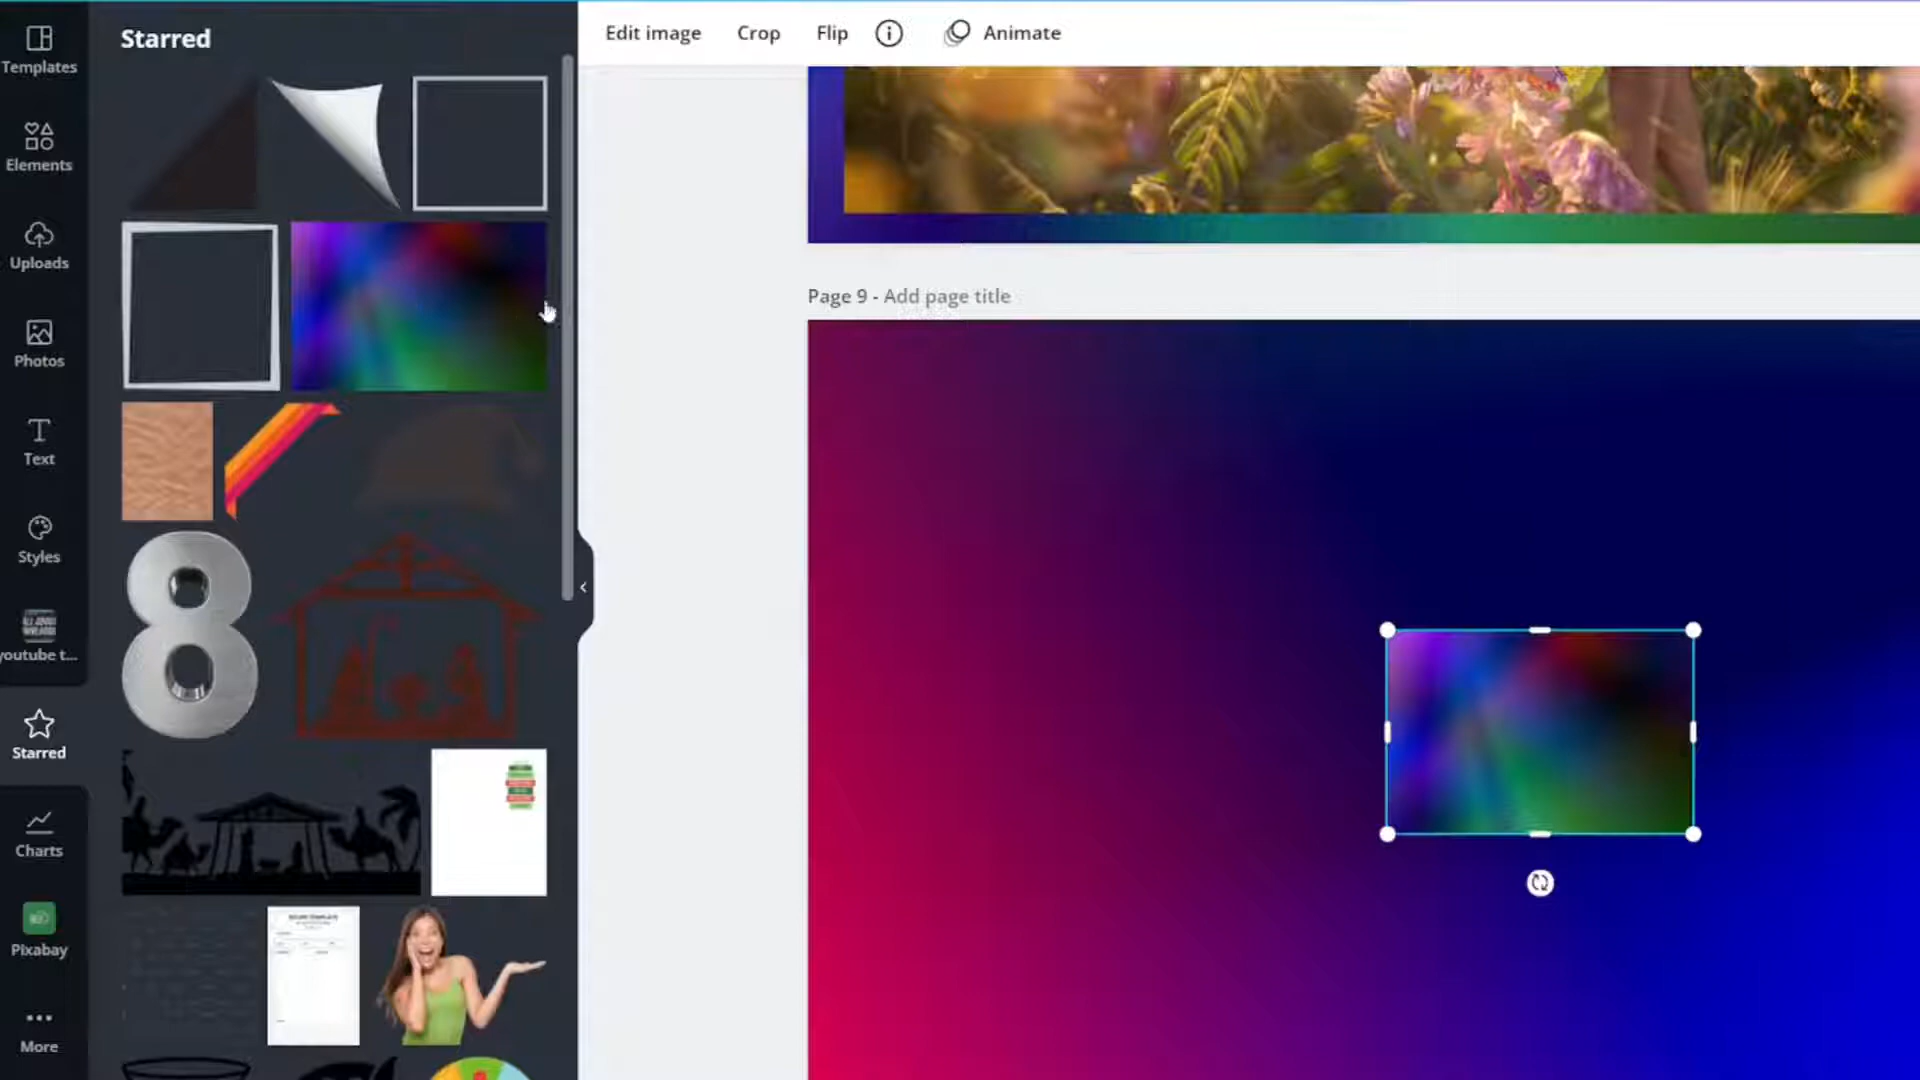 Templates
Elements
Uploads
Photos
Text
Styles
youtube t...
Starred
Charts
Pixabay
More
Starred
Edit image
Crop
Flip
Animate
Page 9 - Add page title